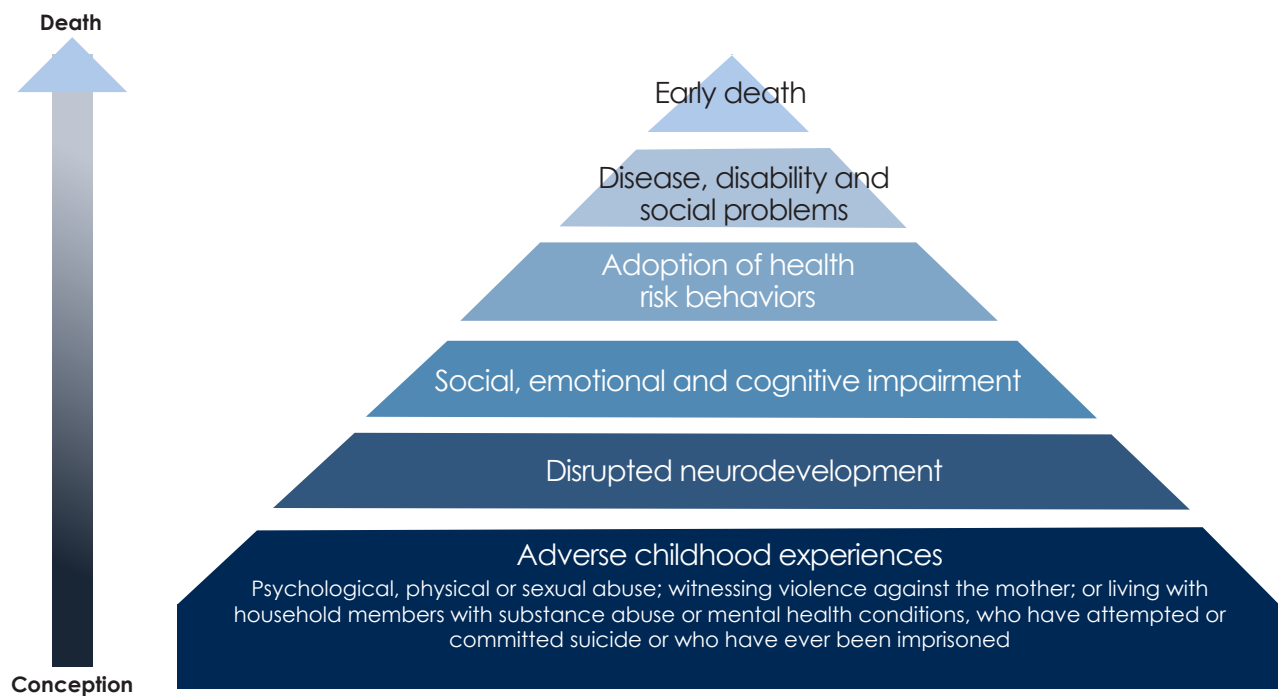 Death
Early death
Disease, disability and
social problems
Adoption of health
risk behaviors
Social, emotional and cognitive impairment
Disrupted neurodevelopment
Adverse childhood experiences
Psychological, physical or sexual abuse; witnessing violence against the mother; or living with
household members with substance abuse or mental health conditions, who have attempted or
committed suicide or who have ever been imprisoned
Conception